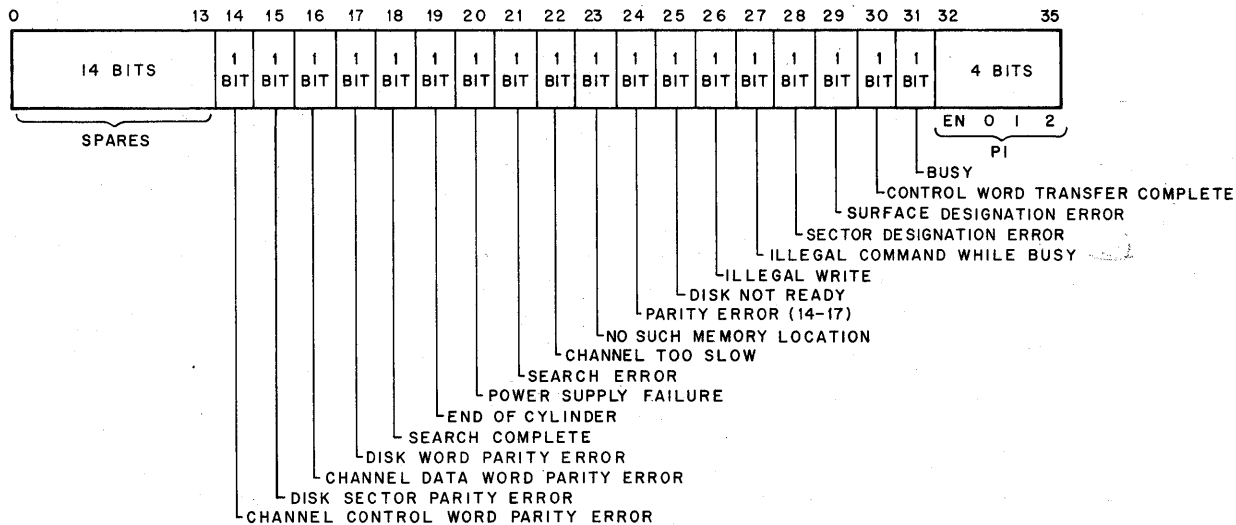 0 13 14 15 16 17 18 19 20 21 22 23 24 25 26 27 28 29 30 31 32 35
14 BITS 1 1 1 1 1 1 1 1 1 1 1 1 1 1 1 1 1 1 4 BITS
BIT BIT BIT BIT BIT BIT BIT BIT BIT BIT BIT BIT BIT BIT BIT BIT BIT BIT
EN 0 1 2
SPARES
PI
BUSY
CONTROL WORD TRANSFER COMPLETE
SURFACE DESIGNATION ERROR
SECTOR DESIGNATION ERROR
ILLEGAL COMMAND WHILE BUSY
ILLEGAL WRITE
DISK NOT READY
PARITY ERROR (14-17)
NO SUCH MEMORY LOCATION
CHANNEL TOO SLOW
SEARCH ERROR
POWER SUPPLY FAILURE
END OF CYLINDER
SEARCH COMPLETE
DISK WORD PARITY ERROR
CHANNEL DATA WORD PARITY ERROR
DISK SECTOR PARITY ERROR
CHANNEL CONTROL WORD PARITY ERROR